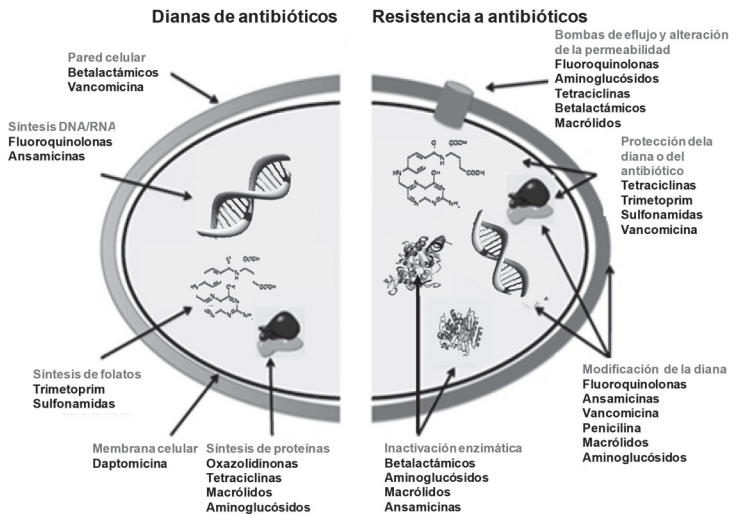 Dianas de antibióticos
Pared celular
Betalactámicos
Vancomicina
Síntesis DNA/RNA
Fluoroquinolonas
Ansamicinas
Síntesis de folatos
Trimetoprim
Sulfonamidas
Membrana celular
Daptomicina
Síntesis de proteínas
Oxazolidinonas
Tetraciclinas
Macrólidos
Aminoglucósidos
Resistencia a antibióticos
Bombas de eflujo y alteración
de la permeabilidad
Fluoroquinolonas
Aminoglucósidos
Tetraciclinas
Betalactámicos
Macrólidos
Protección dela
diana o del
antibiótico
Tetraciclinas
Trimetoprim
Sulfonamidas
Vancomicina
Modificación de la diana
Fluoroquinolonas
Ansamicinas
Vancomicina
Penicilina
Macrólidos
Aminoglucósidos
Inactivación enzimática
Betalactámicos
Aminoglucósidos
Macrólidos
Ansamicinas
COOH
COOH
HN